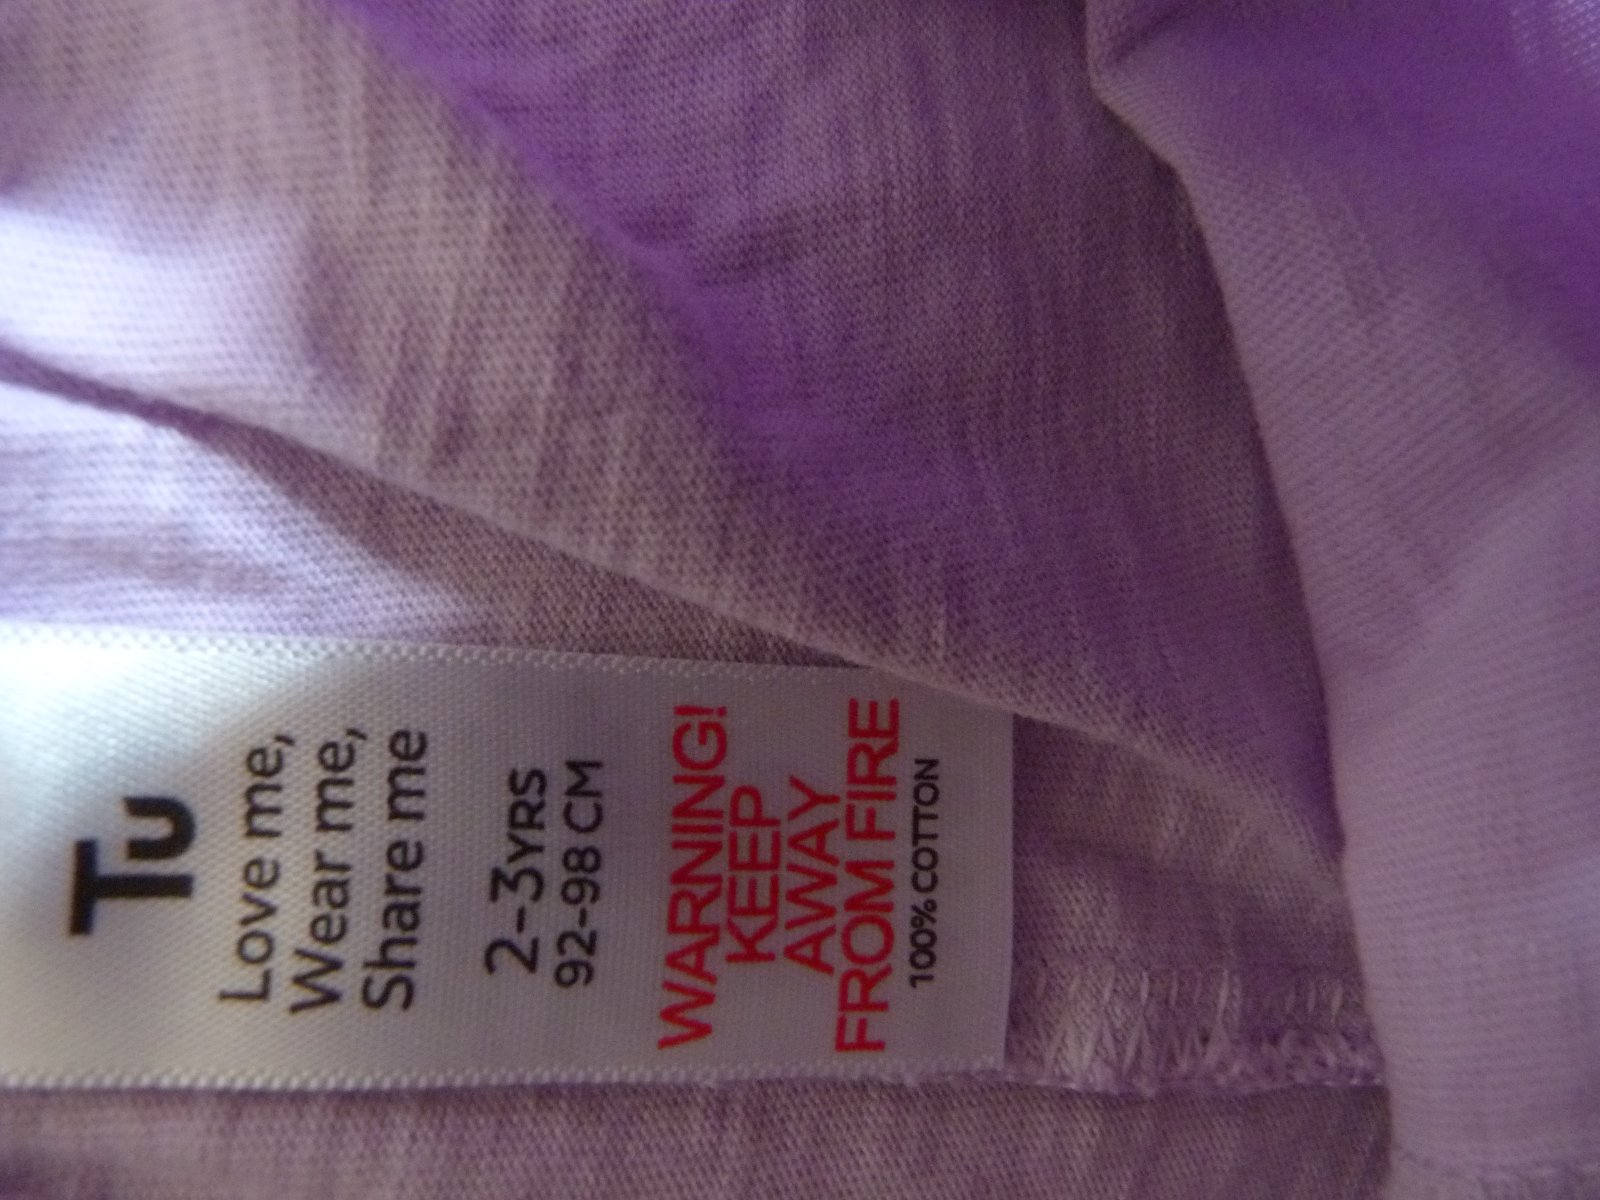 Tu
Love me,
Wear me,
Share me
2-3YRS
92-98 CM
WARNING!
KEEP
AWAY
FROM FIRE
100% COTTON